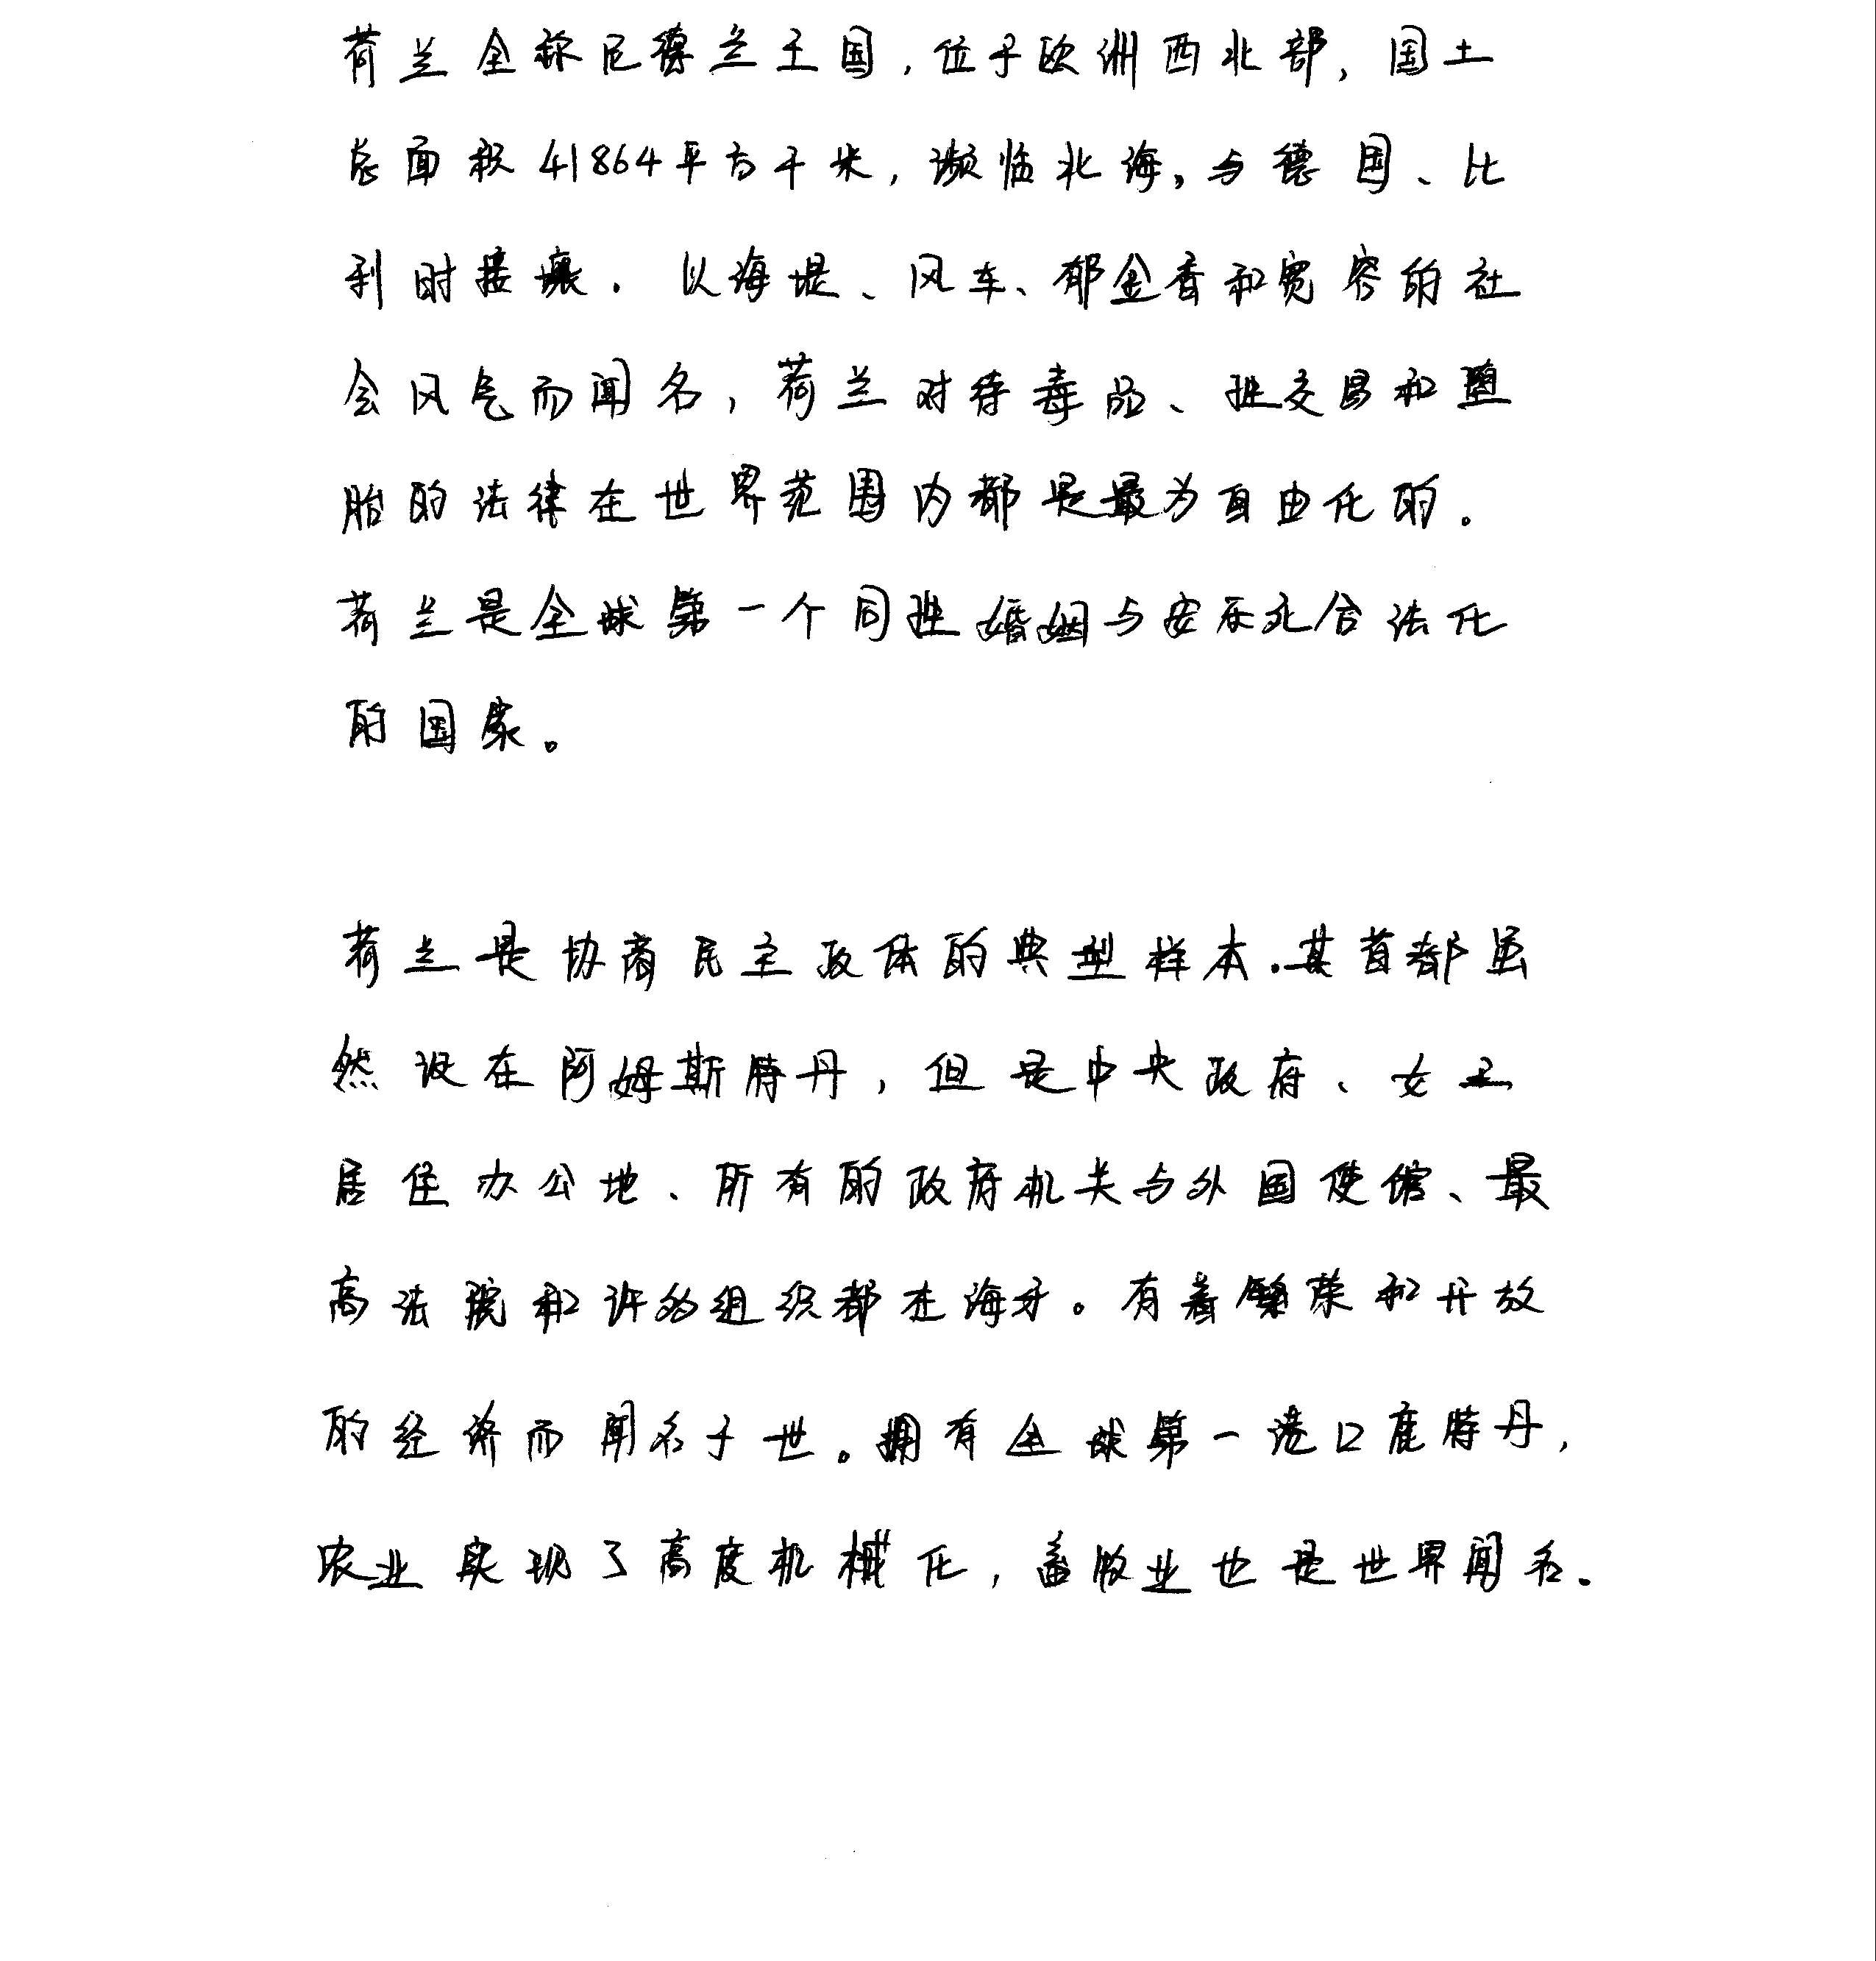 荷兰全称尼德兰王国，位于欧洲西北部，国土
总面积41864平方千米，濒临北海，与德国、比
利时接壤．以海堤、风车、郁金香和宽容的社
会风气而闻名，荷兰对待毒品、性交易和堕
胎的法律在世界范围内都是最为自由化的。
荷兰是全球第一个同性婚姻与安乐死合法化
的国家。
荷兰是协商民主政体的典型样本．其首都虽
然设在阿姆斯特丹，但是中央政府、女王
居住办公地、所有的政府机关与外国使馆、最
高法院和许多组织都在海牙。有着繁荣和开放
的经济而闻名于世。拥有全球第一港口鹿特丹，
农业实现了高度机械化，畜牧业也是世界闻名．